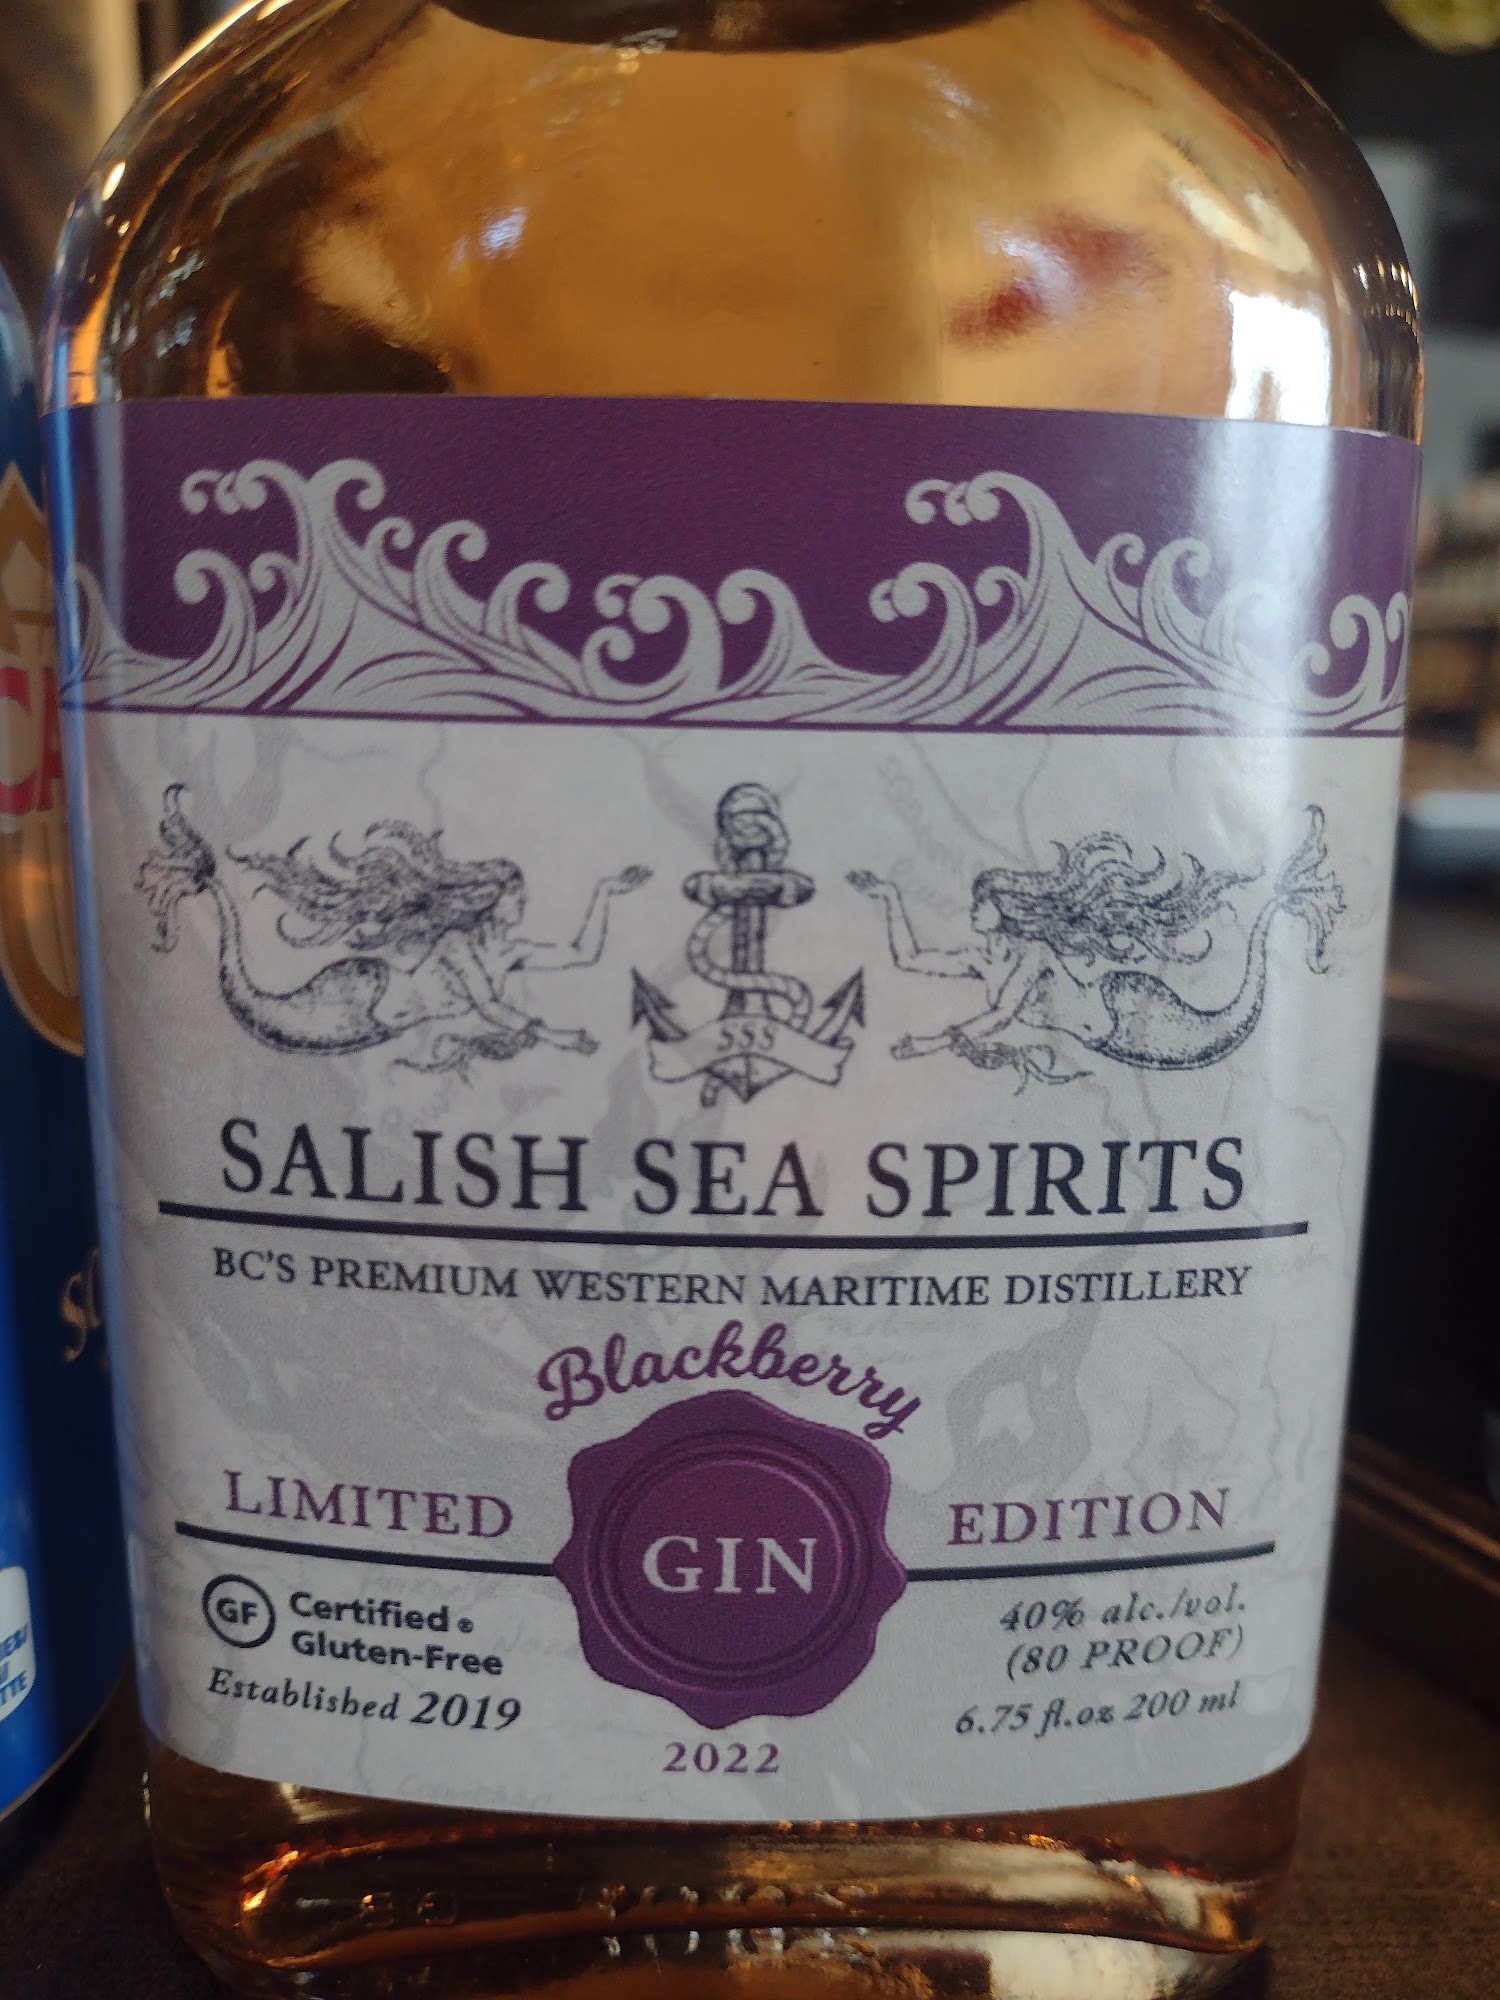 SSS
SALISH SEA SPIRITS
BC'S PREMIUM WESTERN MARITIME DISTILLERY
Blackberry
LIMITED EDITION
GIN
GF Certified®
Gluten-Free
Established 2019
40% alc./vol.
(80 PROOF)
6.75 fl.oz 200 ml
2022